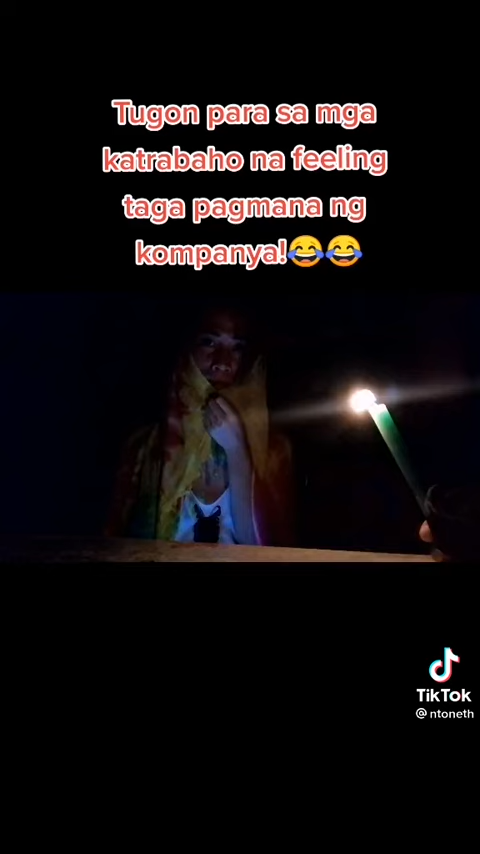 Tugon para sa mga
katrabaho na feeling
taga pagmana ng
kompanya!😂😂
TikTok
@ntoneth